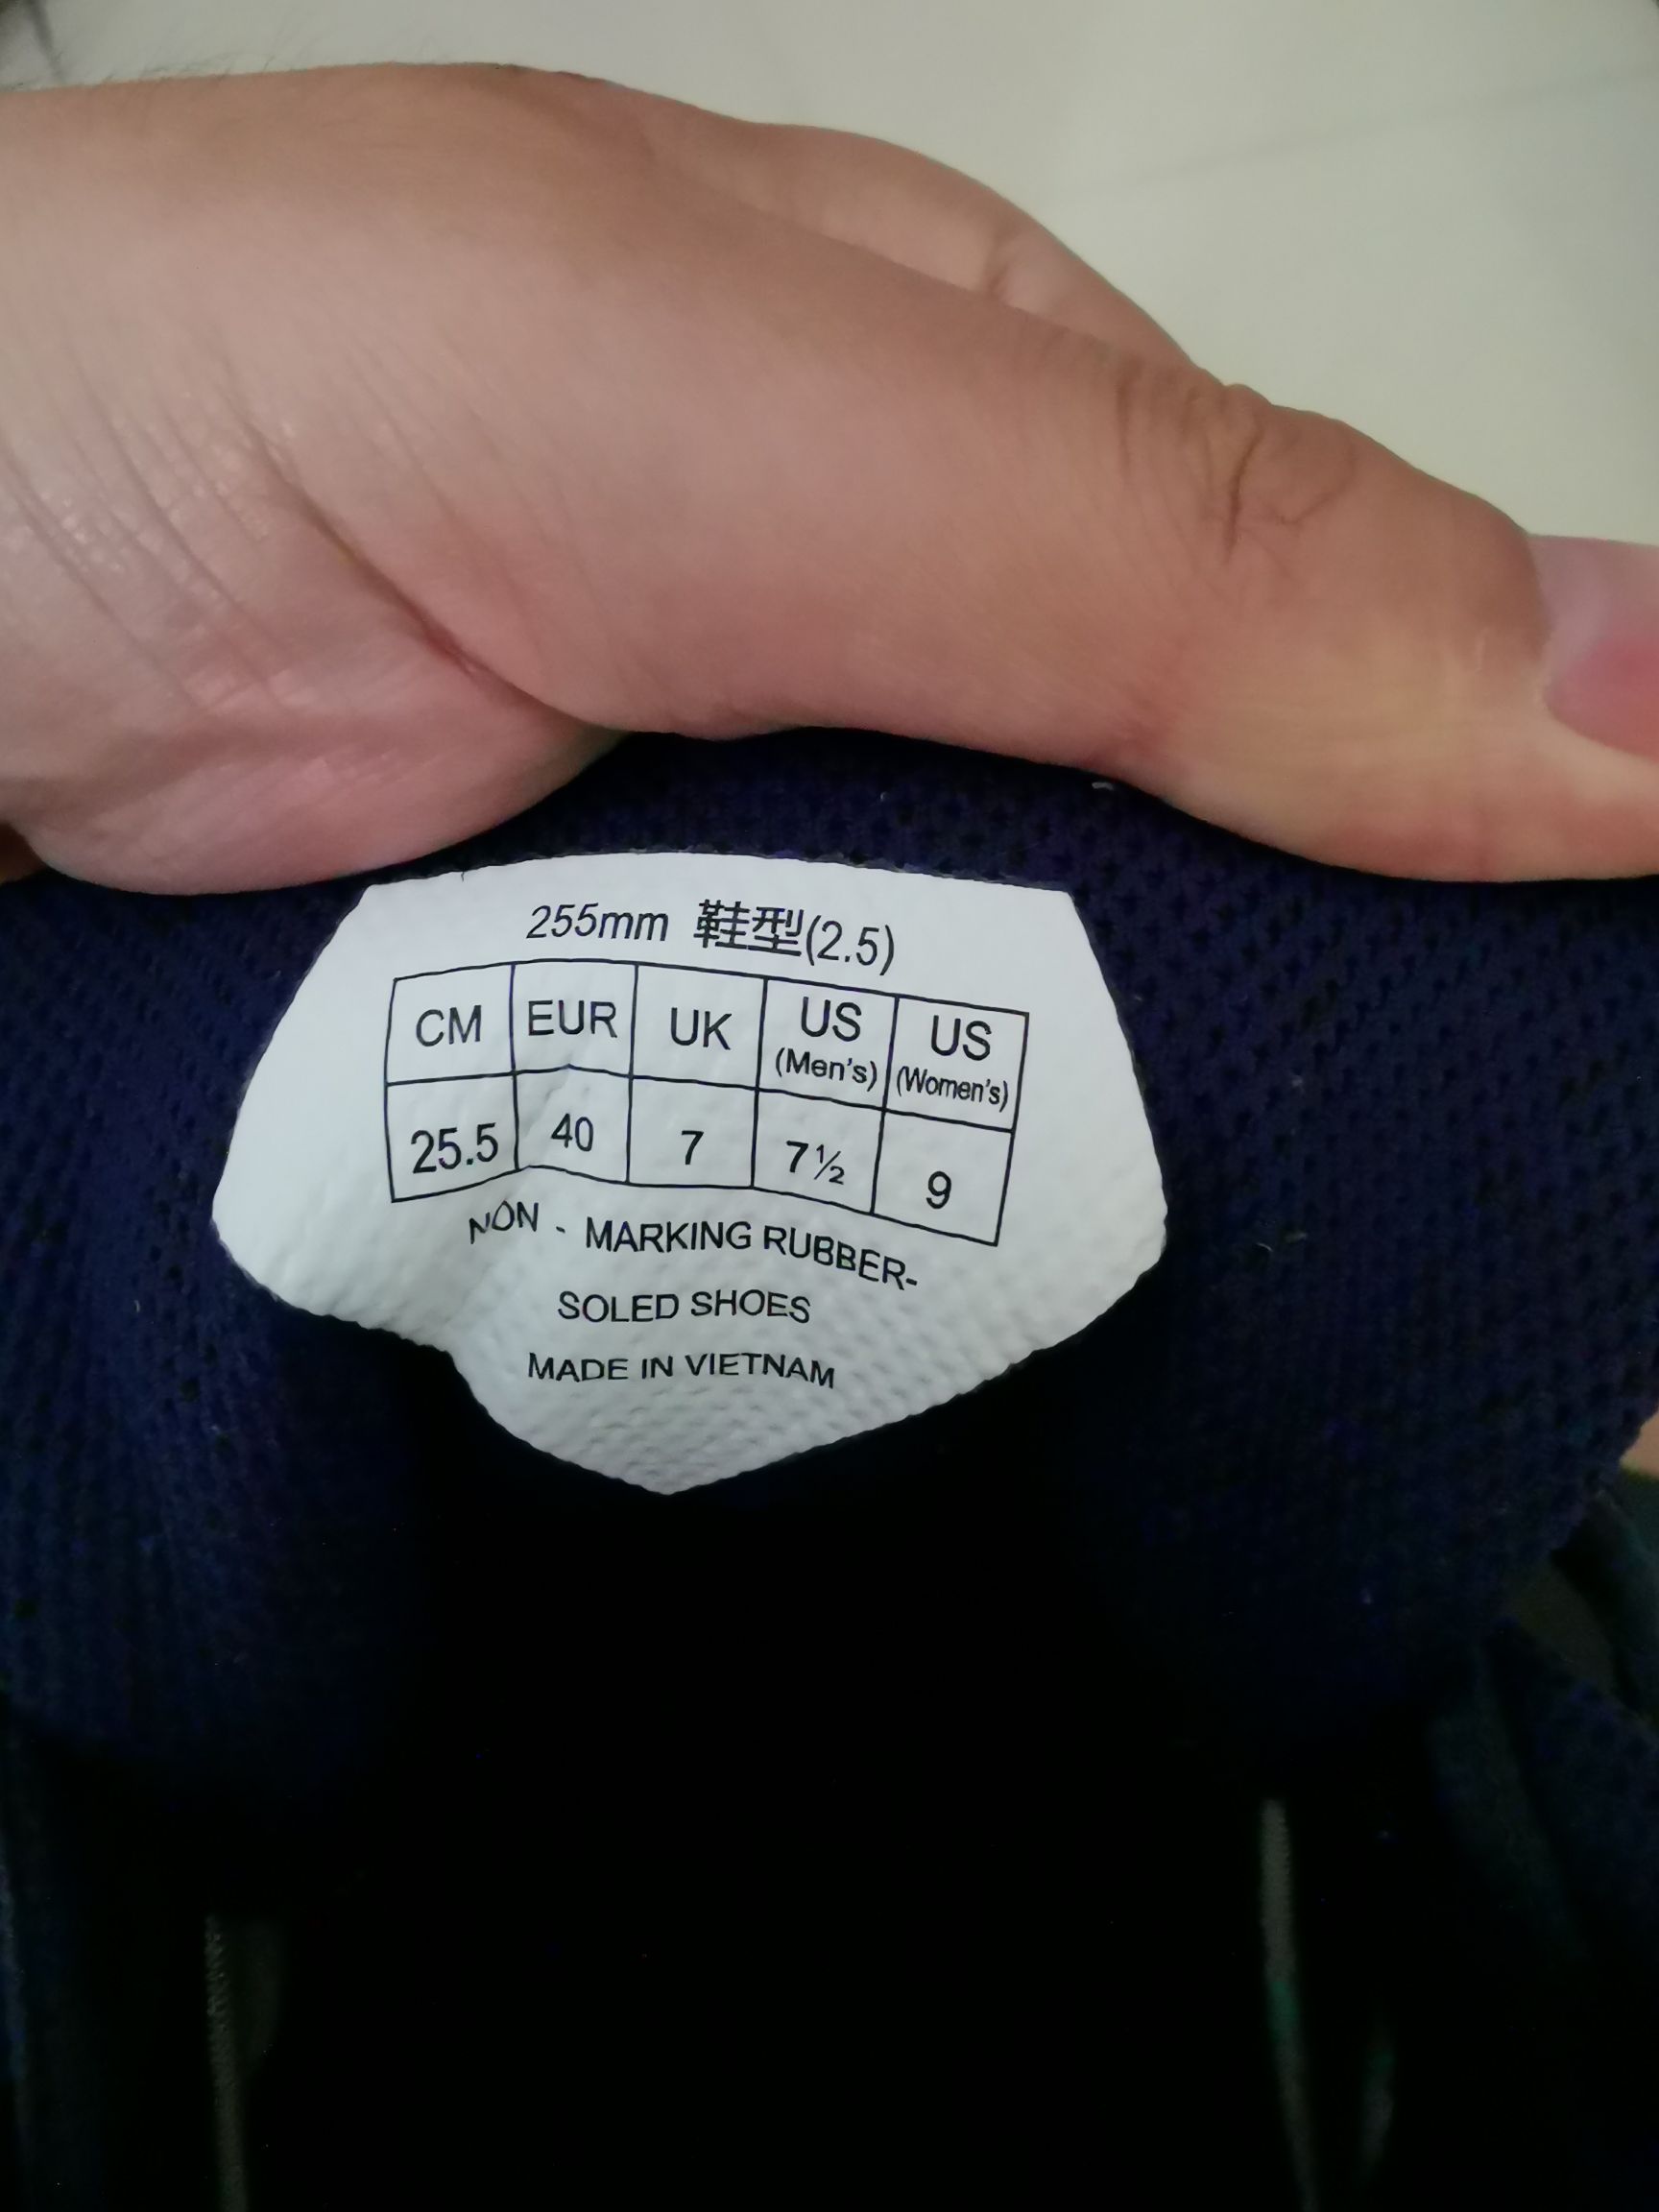 255mm 鞋型(2.5)
CM EUR UK US (Men's) US (Women's)
25.5 40 7 7½ 9
NON - MARKING RUBBER-
SOLED SHOES
MADE IN VIETNAM